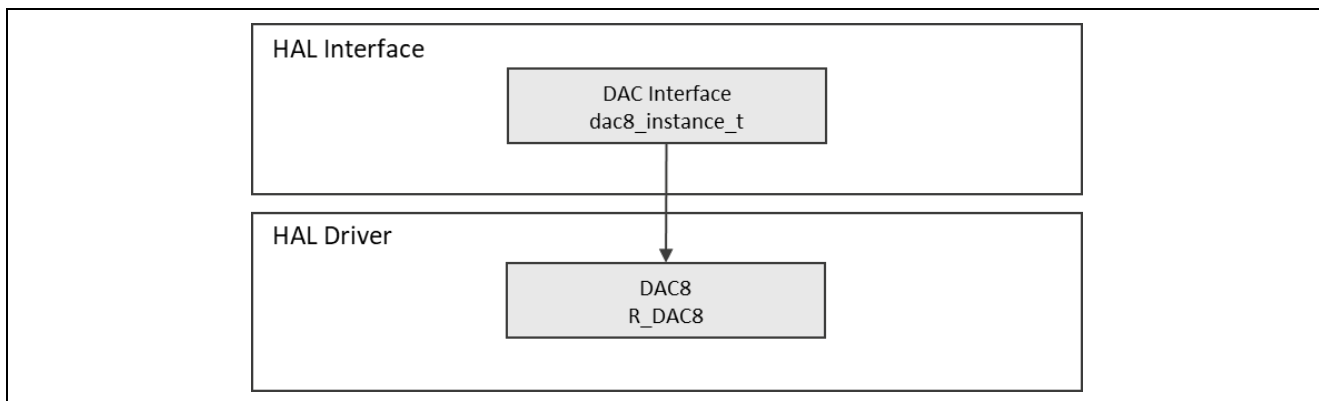 HAL Interface
DAC Interface
dac8_instance_t
HAL Driver
DAC8
R_DAC8